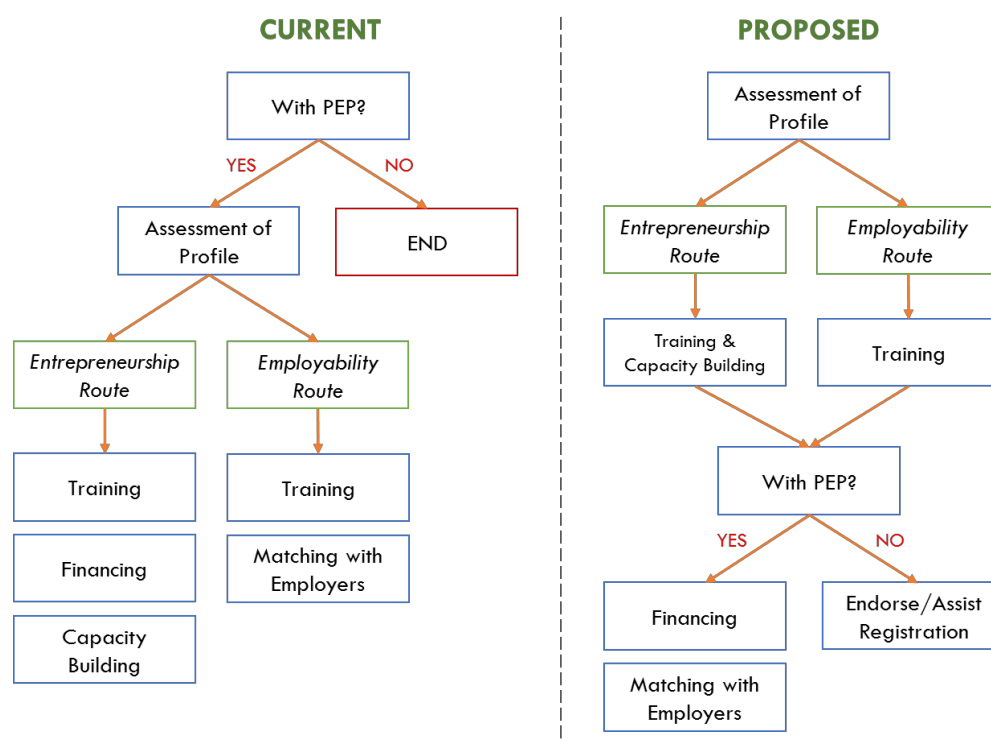 CURRENT
With PEP?
YES
NO
Assessment of
Profile
END
Entrepreneurship
Route
Employability
Route
Training
Training
Financing
Matching with
Employers
Capacity
Building
PROPOSED
Assessment of
Profile
Entrepreneurship
Route
Employability
Route
Training &
Capacity Building
Training
With PEP?
YES
NO
Financing
Endorse/Assist
Registration
Matching with
Employers